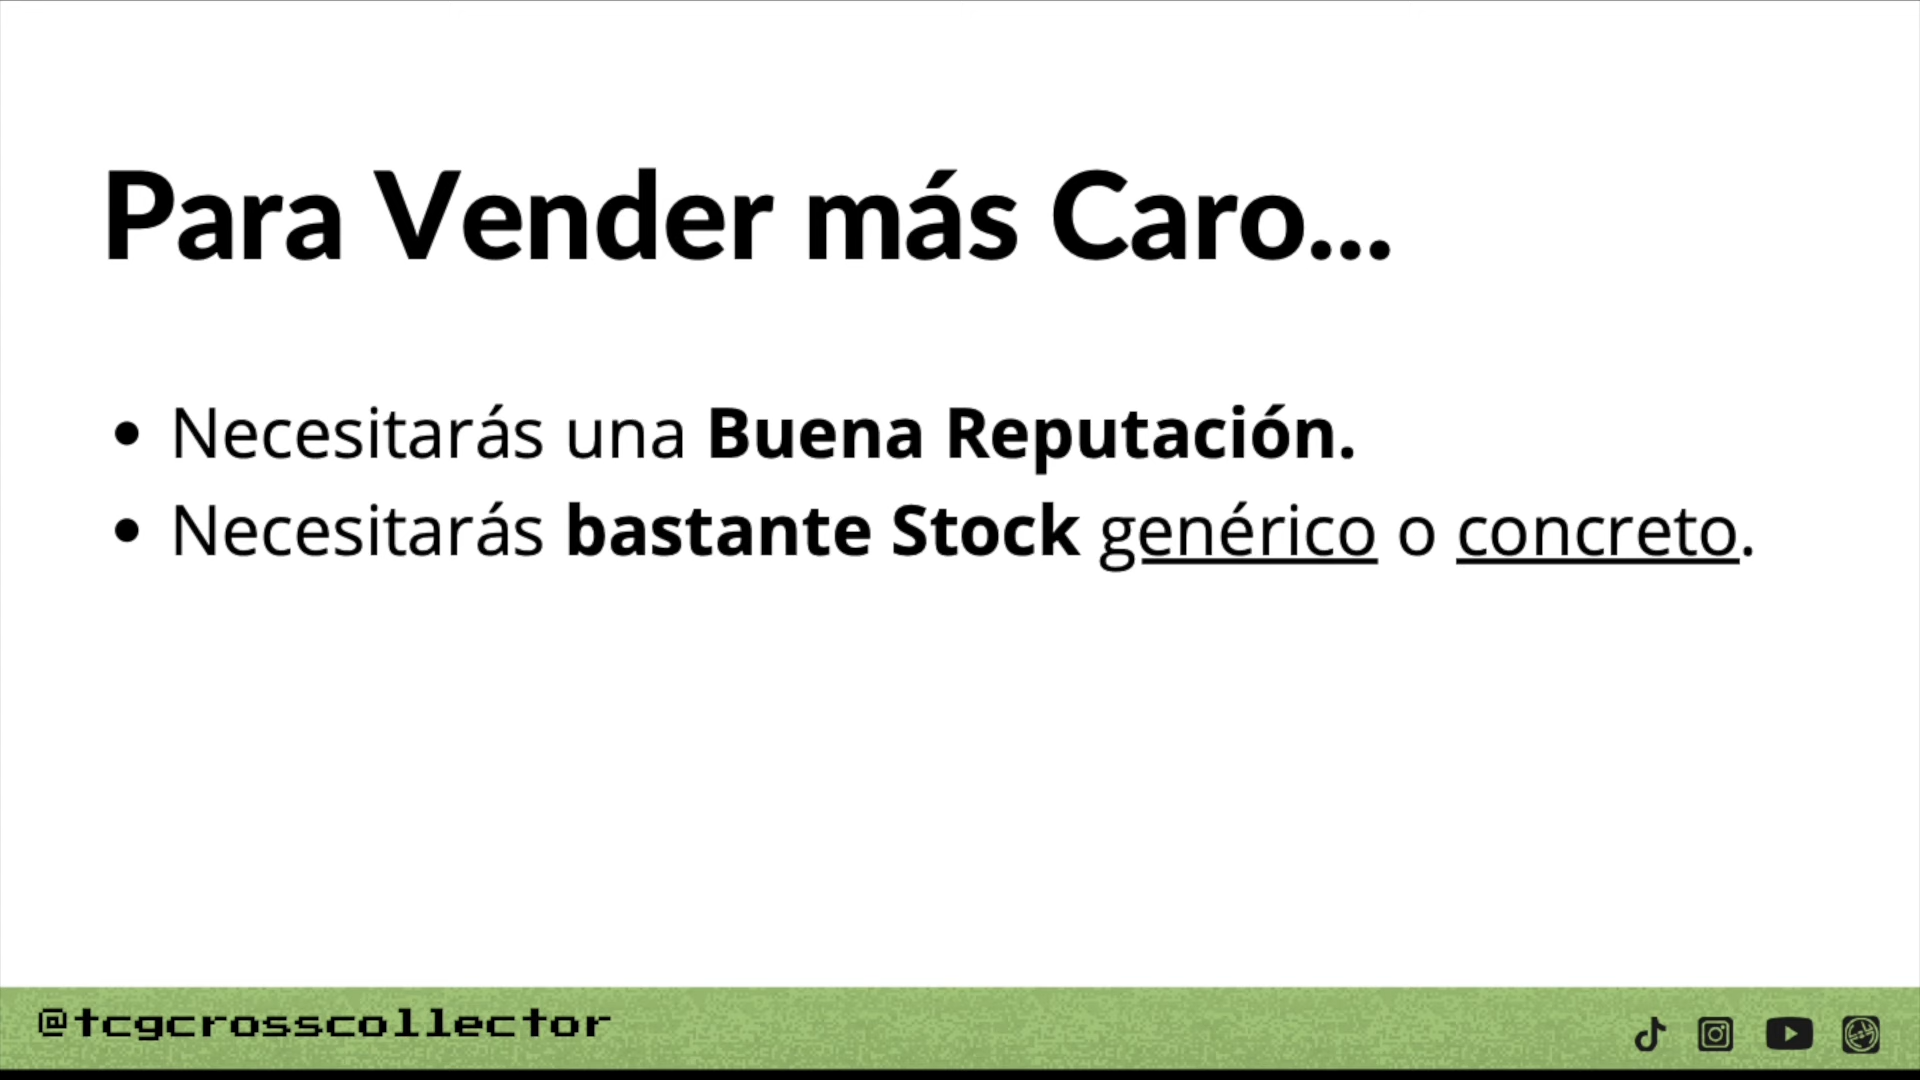 Para Vender más Caro...
Necesitarás una Buena Reputación.
Necesitarás bastante Stock genérico o concreto.
@tcgcrosscollector